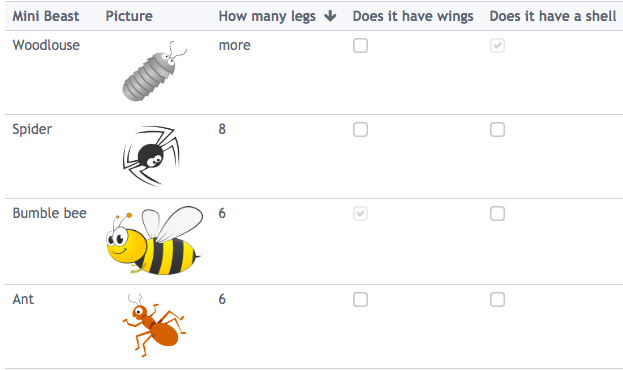 Mini Beast Picture How many legs Does it have wings Does it have a shell
Woodlouse more
Spider 8
Bumble bee 6
Ant 6